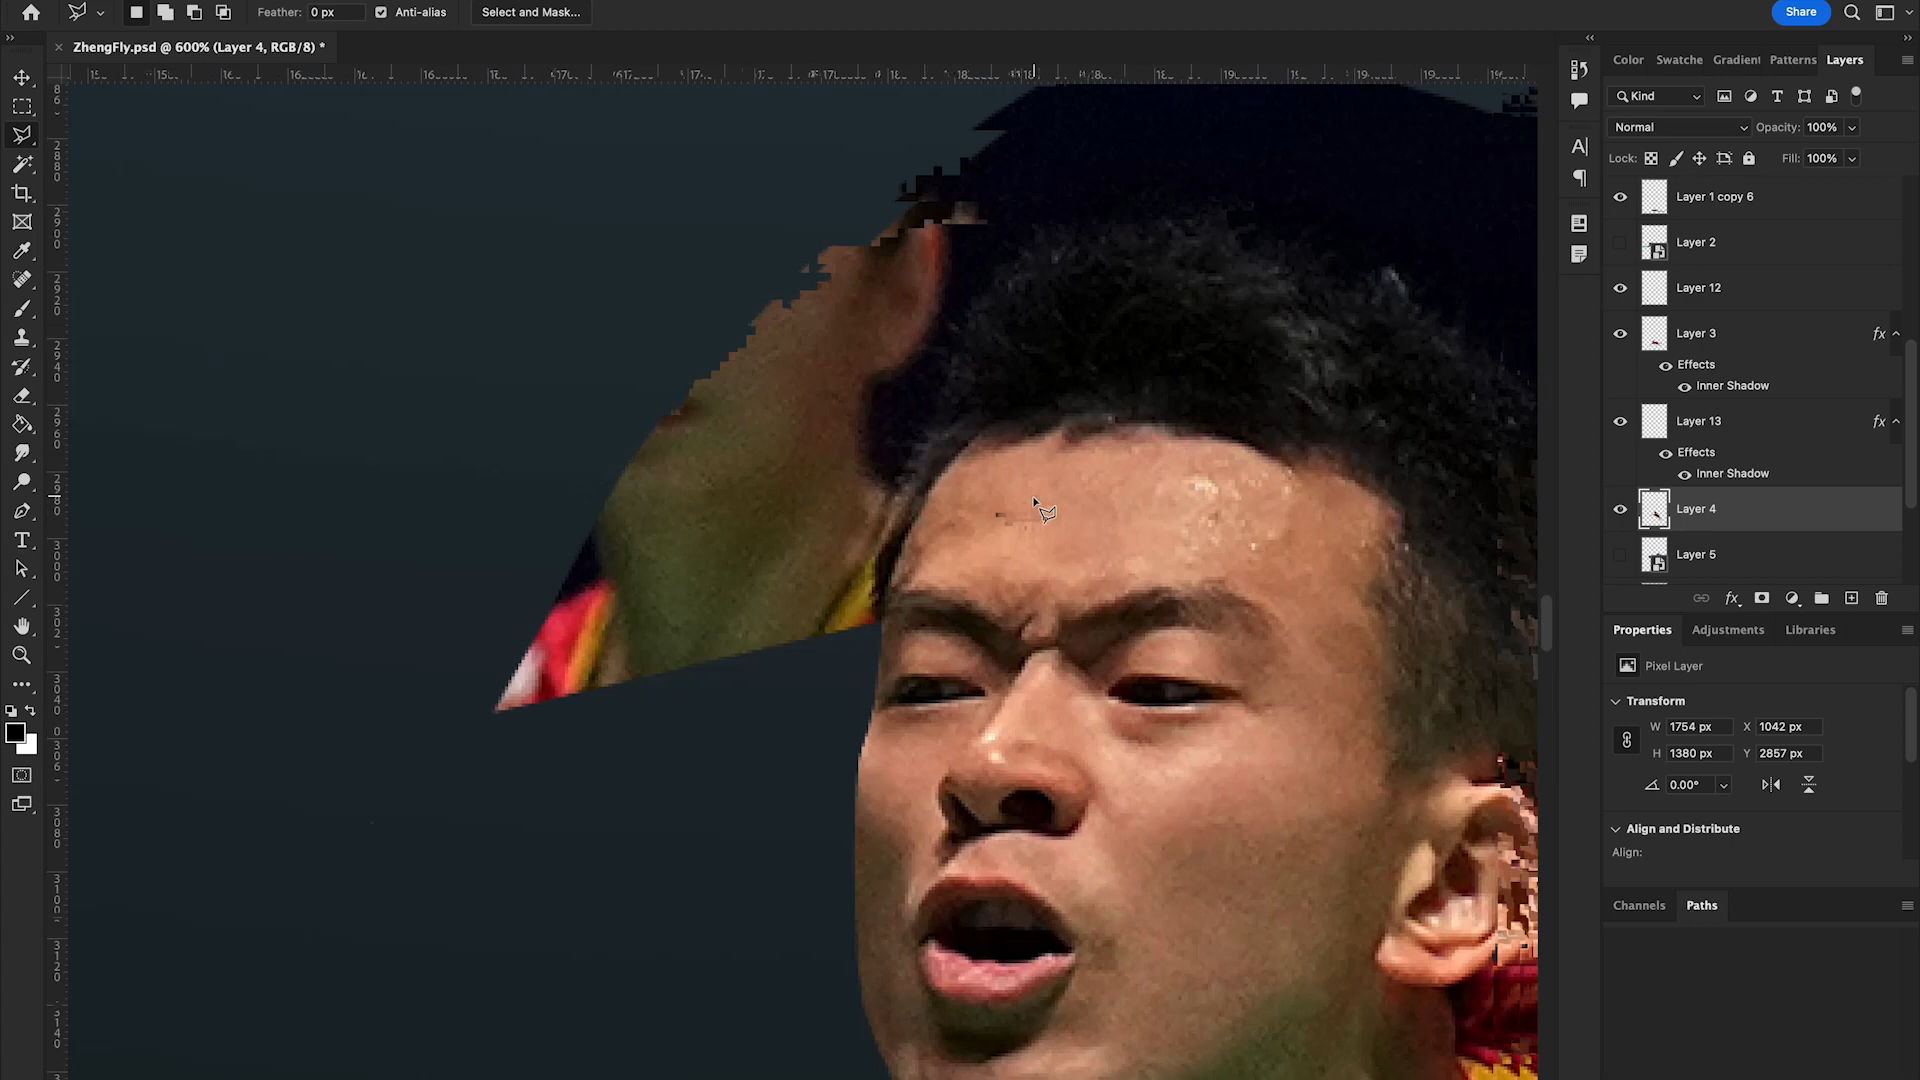 Feather: 0 px Anti-alias Select and Mask... Share
ZhengFly.psd @ 600% (Layer 4, RGB/8) *
Color Swatche Gradient Patterns Layers
Kind
Normal Opacity: 100%
Lock: Fill: 100%
Layer 1 copy 6
Layer 2
Layer 12
Layer 3 fx
Effects
Inner Shadow
Layer 13 fx
Effects
Inner Shadow
Layer 4
Layer 5
fx
Properties Adjustments Libraries
Pixel Layer
Transform
W 1754 px X 1042 px
H 1380 px Y 2857 px
0.00°
Align and Distribute
Align:
Channels Paths